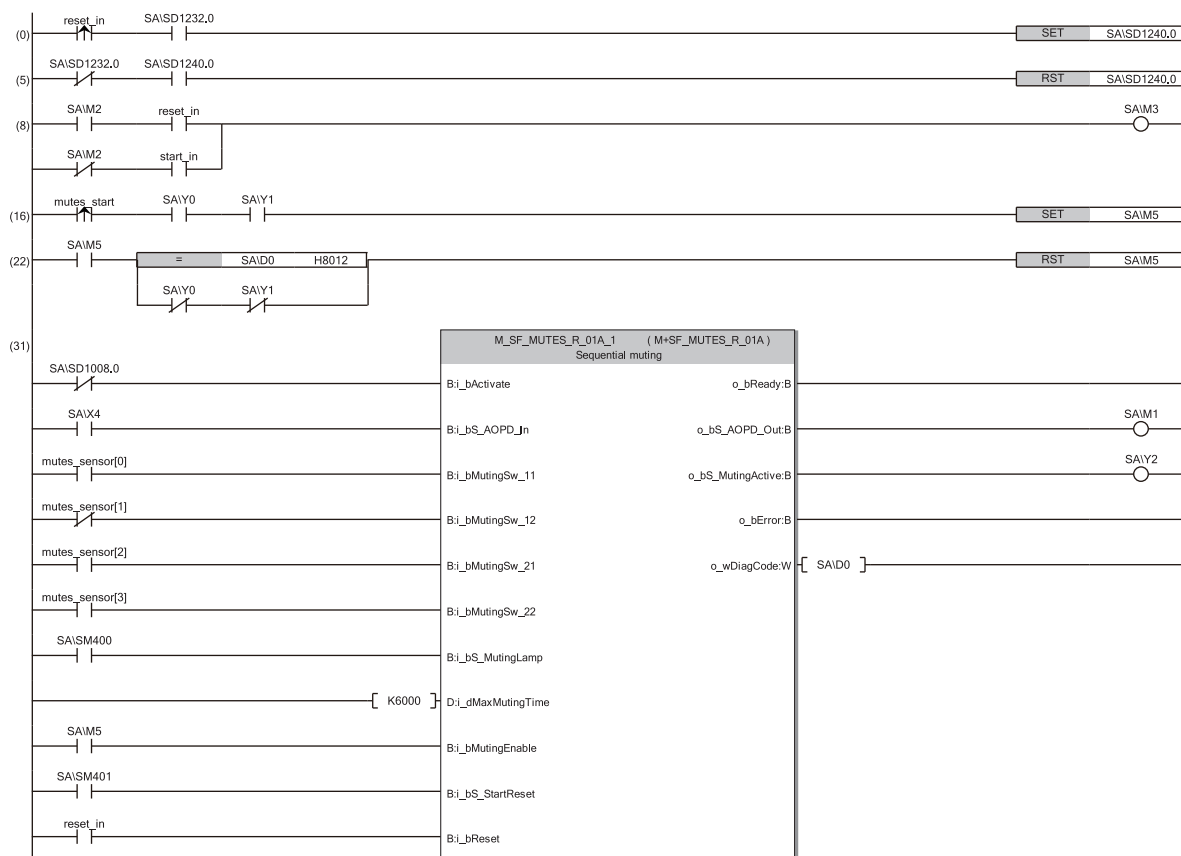 reset_in SA\SD1232.0
(0) SET SA\SD1240.0
SA\SD1232.0 SA\SD1240.0
(5) RST SA\SD1240.0
SA\M2 reset_in SA\M3
(8)
SA\M2 start_in
mutes_start SA\Y0 SA\Y1
(16) SET SA\M5
SA\M5
(22) = SA\D0 H8012 RST SA\M5
SA\Y0 SA\Y1
(31) M_SF_MUTES_R_01A_1 (M+SF_MUTES_R_01A)
Sequential muting
SA\SD1008.0
B:i_bActivate o_bReady:B
SA\X4 SA\M1
B:i_bS_AOPD_In o_bS_AOPD_Out:B
mutes_sensor[0] SA\Y2
B:i_bMutingSw_11 o_bS_MutingActive:B
mutes_sensor[1]
B:i_bMutingSw_12 o_bError:B
mutes_sensor[2]
B:i_bMutingSw_21 o_wDiagCode:W SA\D0
mutes_sensor[3]
B:i_bMutingSw_22
SA\SM400
B:i_bS_MutingLamp
K6000 D:i_dMaxMutingTime
SA\M5
B:i_bMutingEnable
SA\SM401
B:i_bS_StartReset
reset_in
B:i_bReset